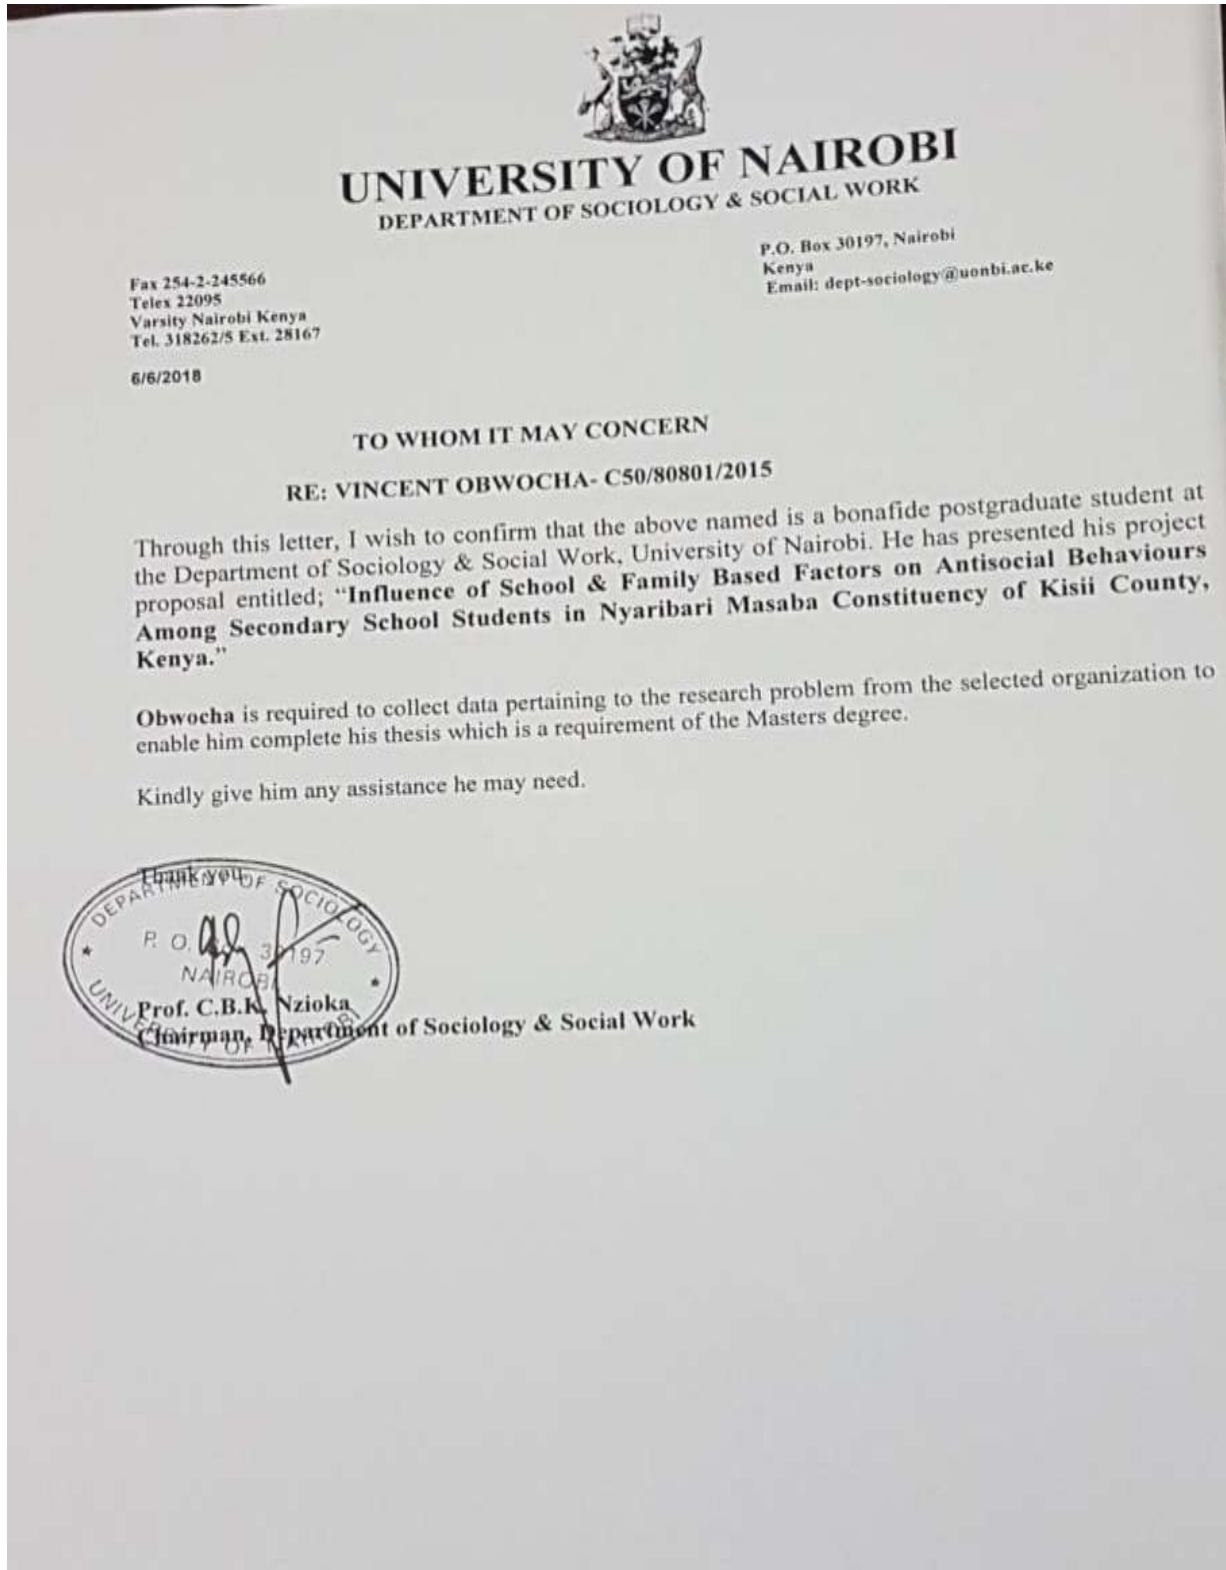 UNIVERSITY OF NAIROBI
DEPARTMENT OF SOCIOLOGY & SOCIAL WORK
P.O. Box 30197, Nairobi
Kenya
Email: dept-sociology@uonbi.ac.ke
Fax 254-2-245566
Telex 22095
Varsity Nairobi Kenya
Tel. 318262/5 Ext. 28167
6/6/2018
TO WHOM IT MAY CONCERN
RE: VINCENT OBWOCHA- C50/80801/2015
Through this letter, I wish to confirm that the above named is a bonafide postgraduate student at
the Department of Sociology & Social Work, University of Nairobi. He has presented his project
proposal entitled; “Influence of School & Family Based Factors on Antisocial Behaviours
Among Secondary School Students in Nyaribari Masaba Constituency of Kisii County,
Kenya.”
Obwocha is required to collect data pertaining to the research problem from the selected organization to
enable him complete his thesis which is a requirement of the Masters degree.
Kindly give him any assistance he may need.
Thank you
DEPARTMENT OF SOCIOLOGY
P. O. 30197
NAIROBI
UNIVERSITY OF NAIROBI
Prof. C.B.K. Nzioka
Chairman, Department of Sociology & Social Work